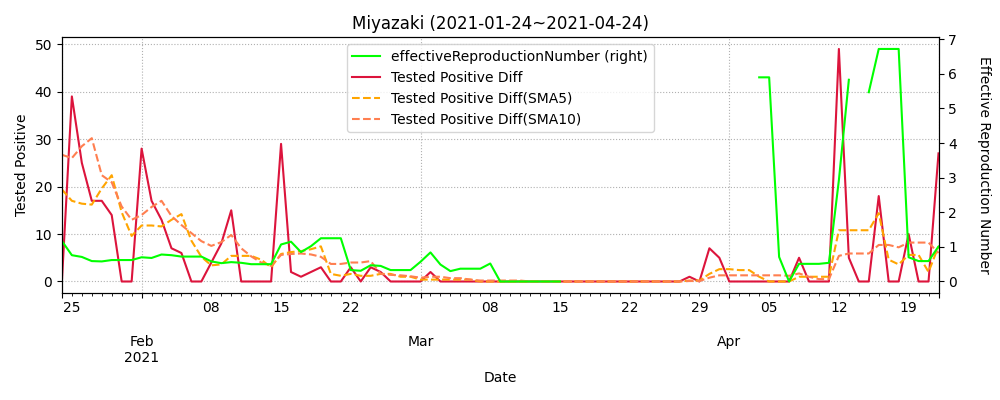 Miyazaki (2021-01-24~2021-04-24)
effectiveReproductionNumber (right)
Tested Positive Diff
Tested Positive Diff(SMA5)
Tested Positive Diff(SMA10)
Tested Positive
50
40
30
20
10
0
7
6
5
4
3
2
1
0
Effective Reproduction Number
25 08 15 22 08 15 22 29 05 12 19
Feb Mar Apr
2021
Date